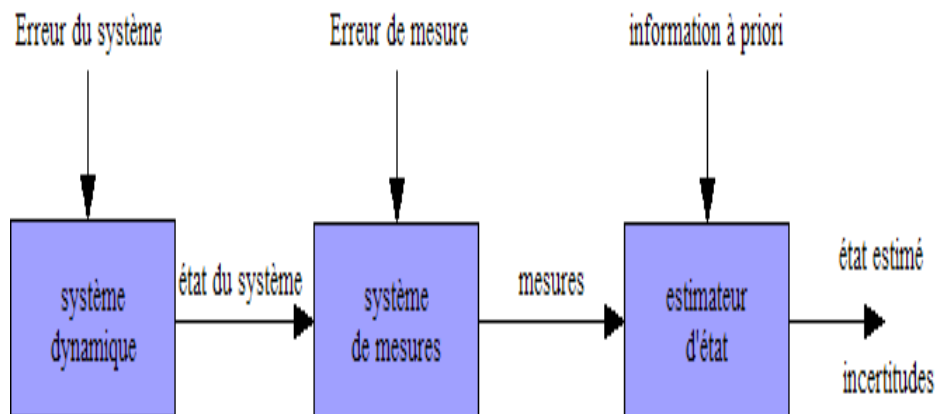 Erreur du système
Erreur de mesure
information à priori
système
dynamique
état du système
système
de mesures
mesures
estimateur
d'état
état estimé
incertitudes